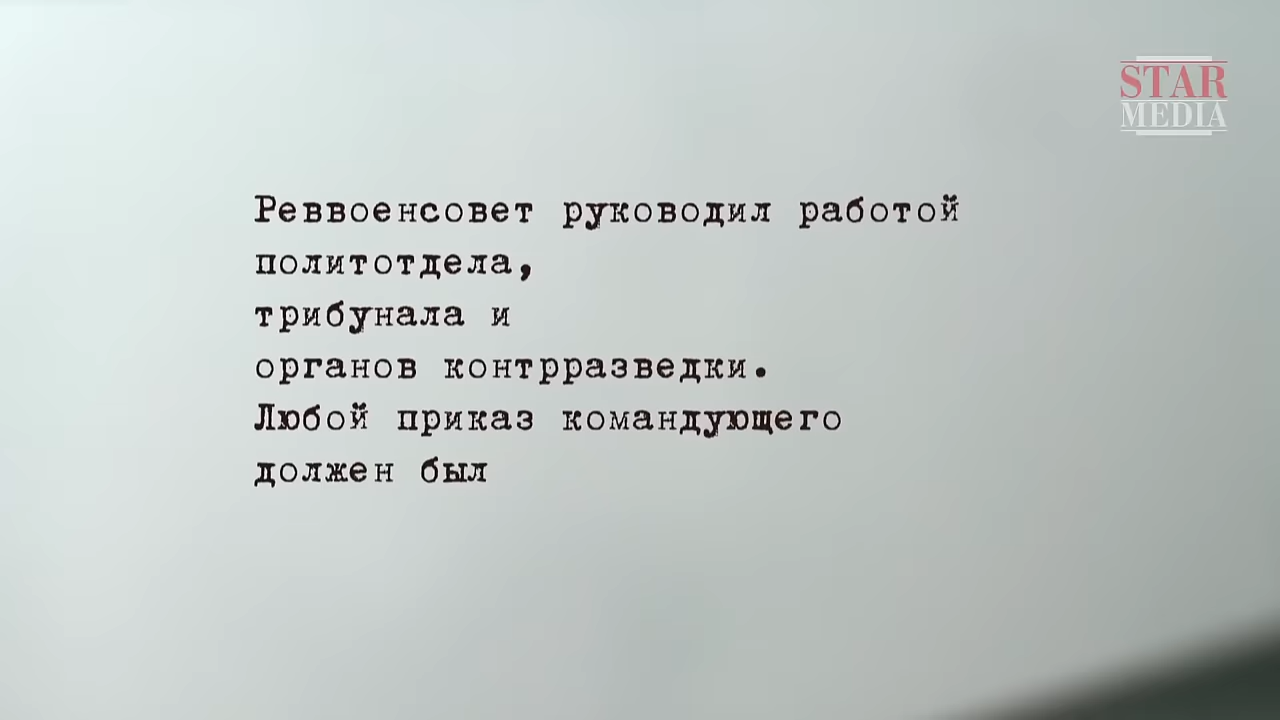 STAR
MEDIA
Реввоенсовет руководил работой
политотдела,
трибунала и
органов контрразведки.
Любой приказ командующего
должен был